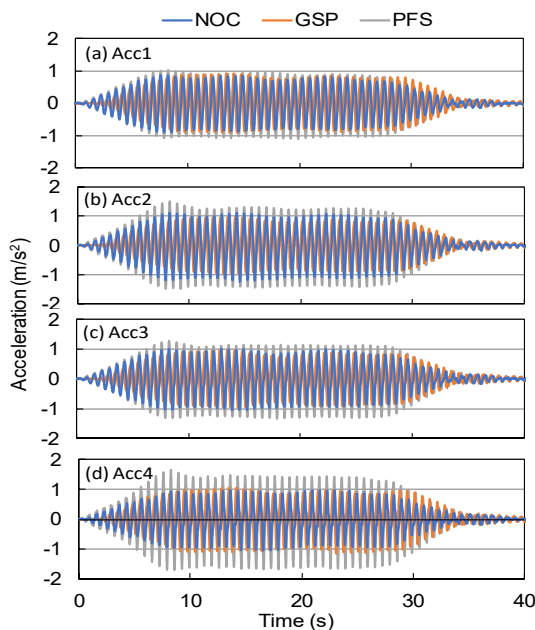 NOC GSP PFS
(a) Acc1
2
1
0
-1
-2
(b) Acc2
2
1
0
-1
-2
(c) Acc3
2
1
0
-1
-2
(d) Acc4
2
1
0
-1
-2
0 10 20 30 40
Time (s)
Acceleration (m/s²)